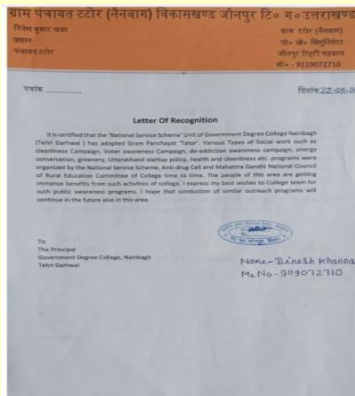 ग्राम पंचायत टटोर (नैनबाग) विकासखण्ड जौनपुर टि० ग०उत्तराखण्ड
दिनेश कुमार खन्ना
प्रधान
पंचायत टटोर
ग्राम टटोर (नैनबाग)
पो० ओ०
जौनपुर टिहरी गढ़वाल
मो० - 9119072710
पत्रांक
दिनांक 22-05-2
Letter Of Recognition
It is certified that the 'National Service Scheme' Unit of Government Degree College Nainbagh
(Tehri Garhwal ) has adopted Gram Panchayat 'Tator'. Various Types of Social work such as
cleanliness Campaign, Voter awareness Campaign, de-addiction awareness campaign, energy
conservation, greenery, Uttarakhand startup policy, health and cleanliness etc. programs were
organized by the National Service Scheme, Anti-drug Cell and Mahatma Gandhi National Council
of Rural Education Committee of College time to time. The people of this area are getting
immense benefits from such activities of college. I express my best wishes to College team for
such public awareness programs. I hope that conduction of similar outreach programs will
continue in the future also in this area.
To
The Principal
Government Degree College, Nainbagh
Tehri Garhwal
Name - Dinesh Khanna
Mo No - 9119072710